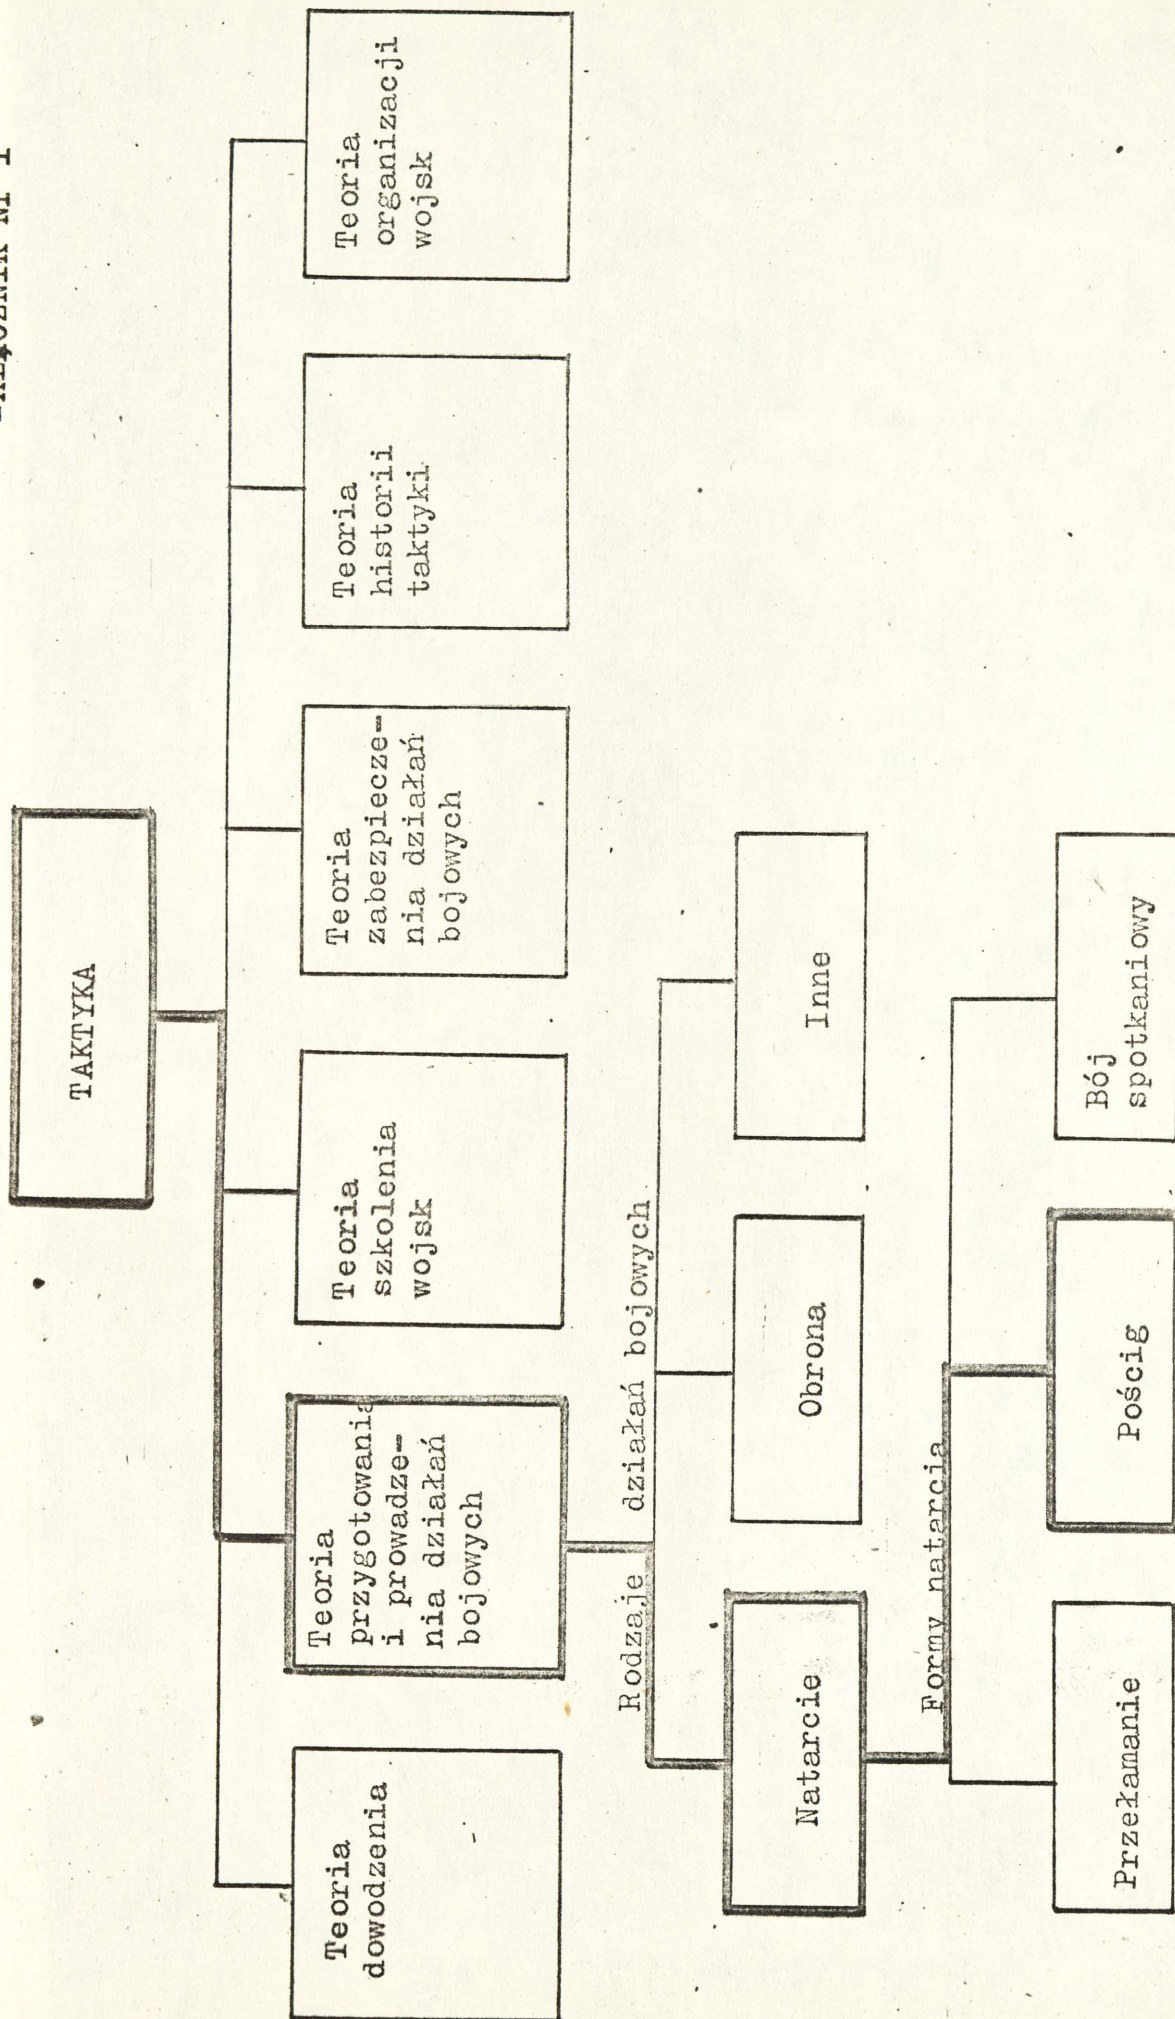 TAKTYKA
Teoria
dowodzenia
Teoria
przygotowania
i prowadze-
nia działań
bojowych
Teoria
szkolenia
wojsk
Teoria
zabezpiecze-
nia działań
bojowych
Teoria
historii
taktyki
Teoria
organizacji
wojsk
Rodzaje działań bojowych
Natarcie
Obrona
Inne
Formy natarcia
Przełamanie
Pościg
Bój
spotkaniowy